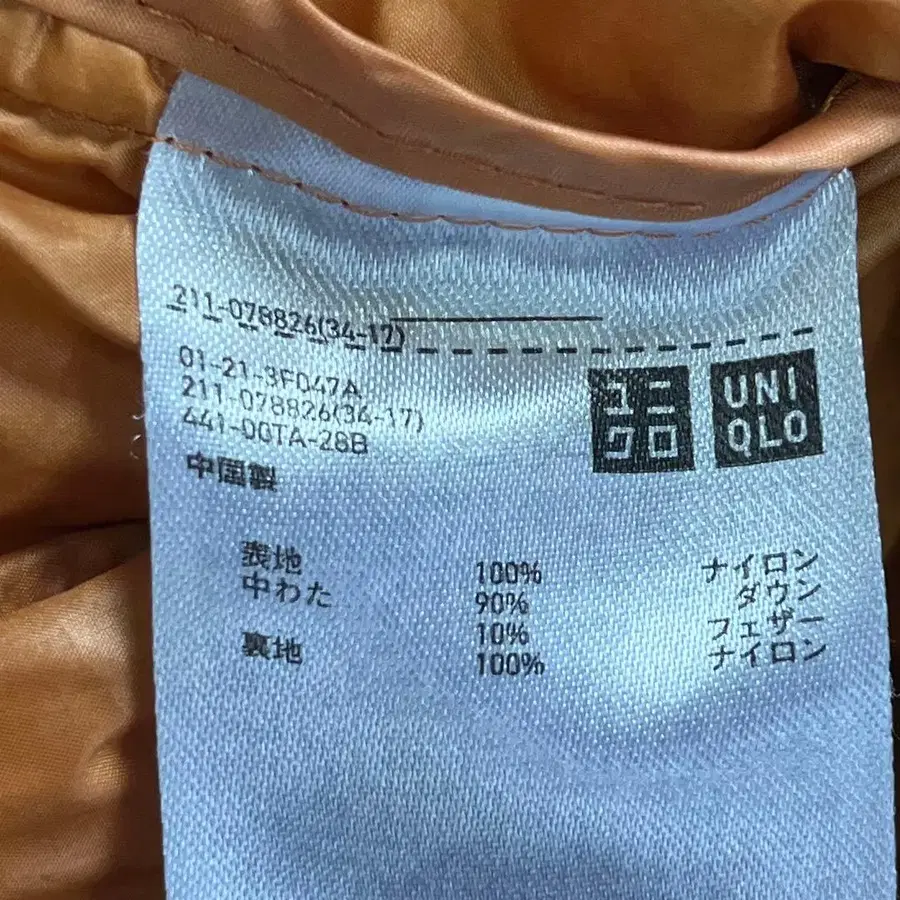 211-078826(34-17)
01-21-3F047A
211-078826(34-17)
441-00TA-28B
中国製
ユニ
クロ
UNI
QLO
表地 100% ナイロン
中わた 90% ダウン
10% フェザー
裏地 100% ナイロン